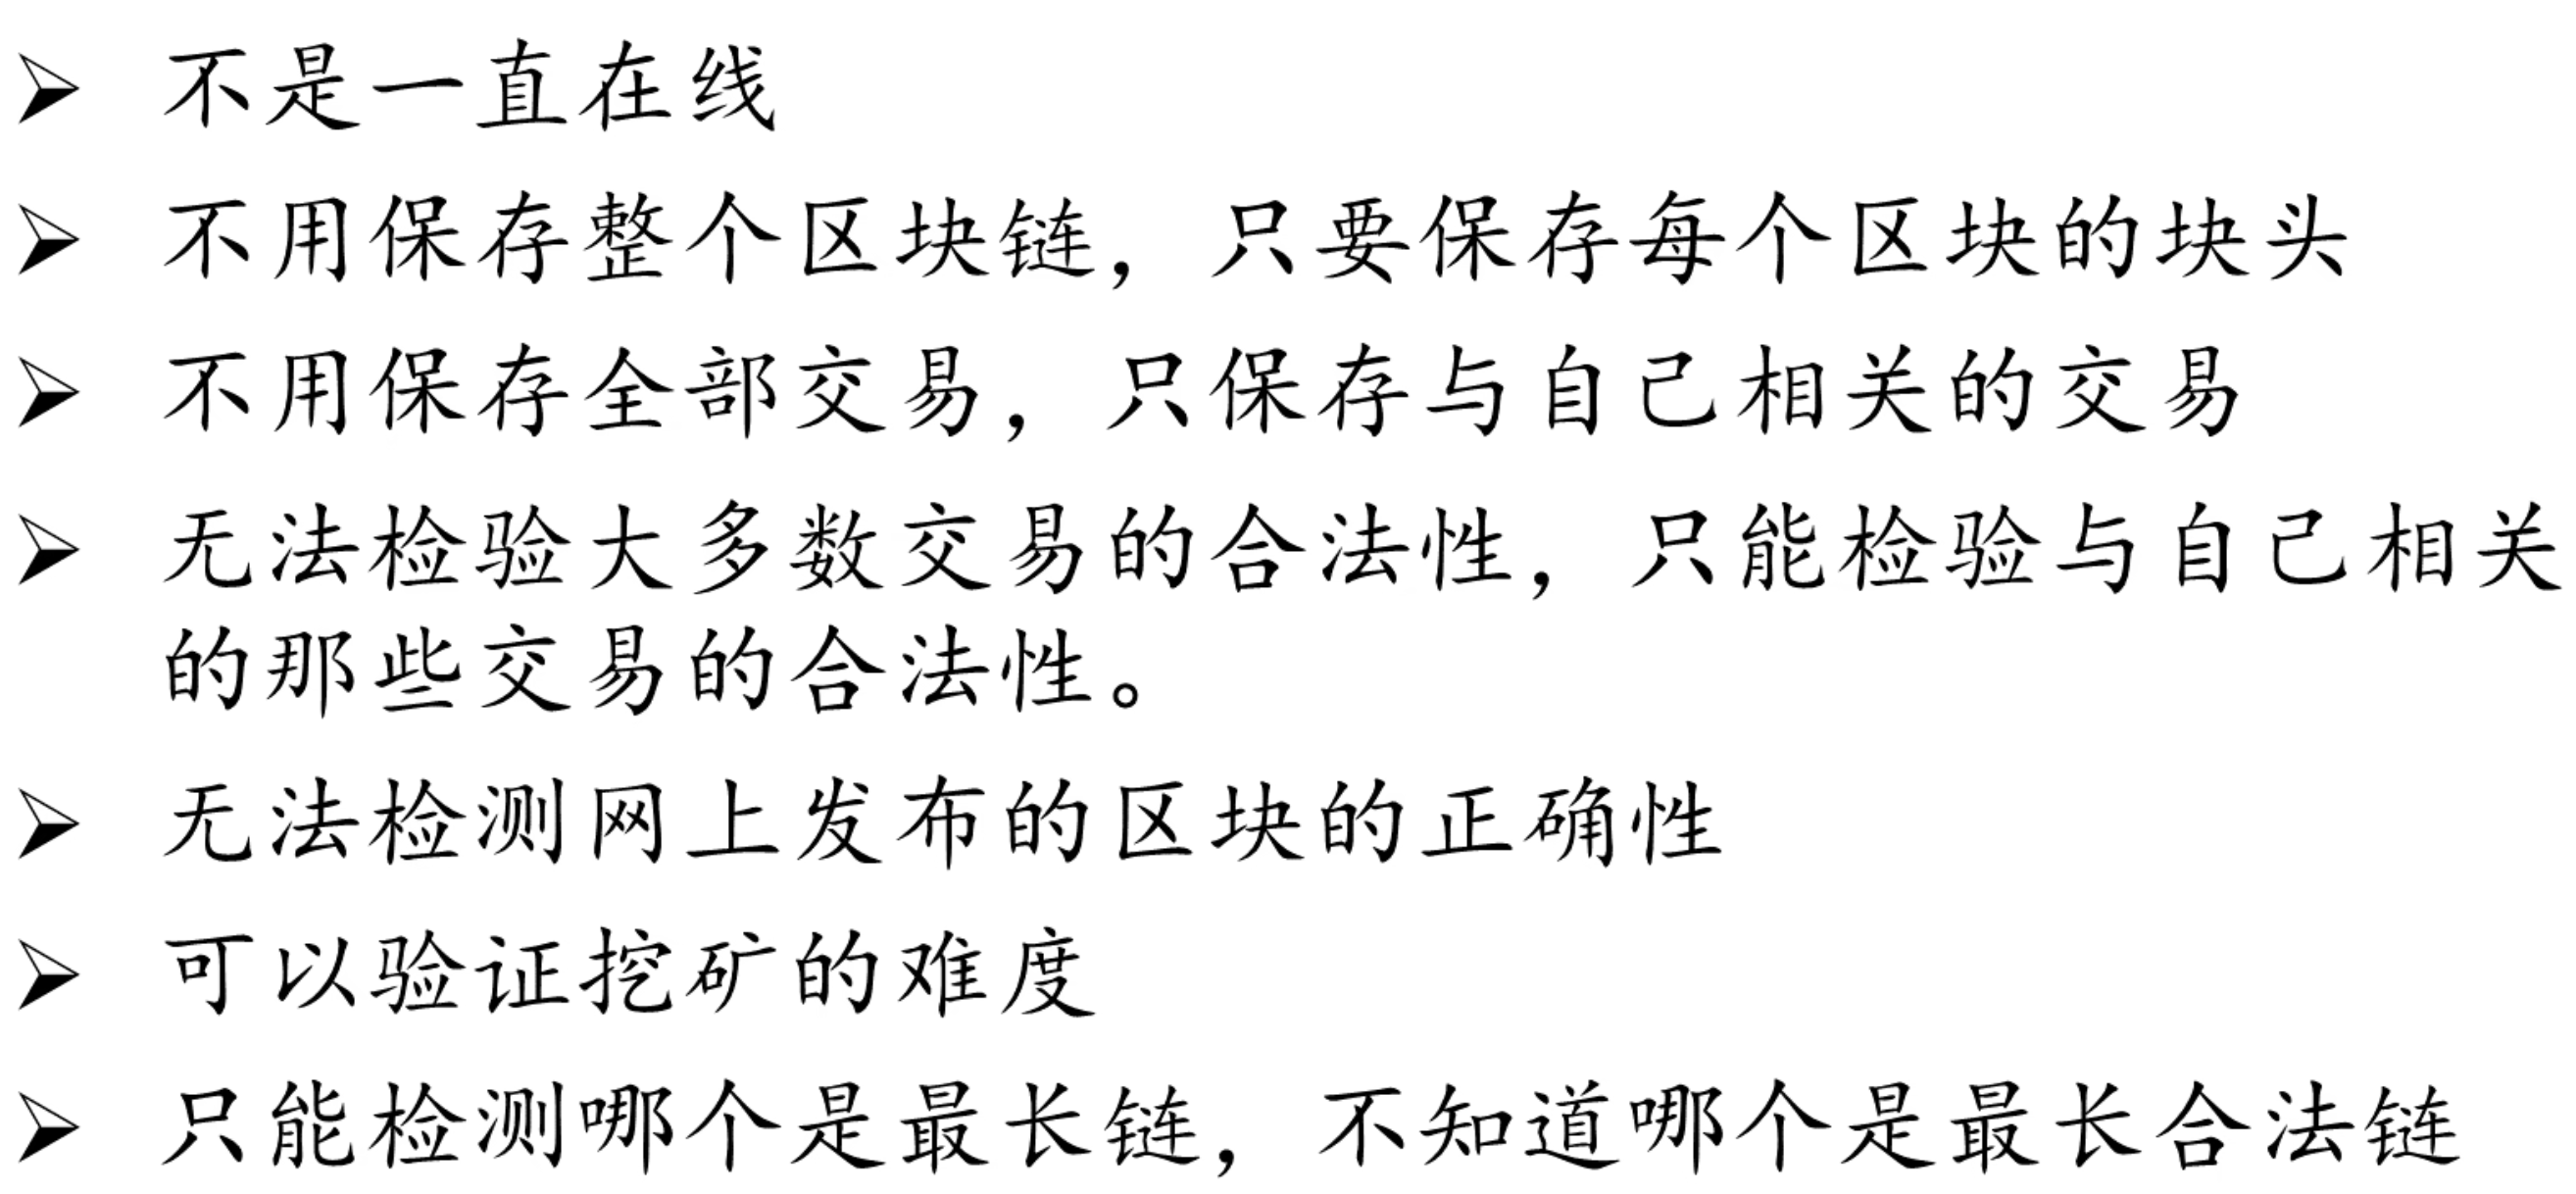 ➢ 不是一直在线
➢ 不用保存整个区块链，只要保存每个区块的块头
➢ 不用保存全部交易，只保存与自己相关的交易
➢ 无法检验大多数交易的合法性，只能检验与自己相关
的那些交易的合法性。
➢ 无法检测网上发布的区块的正确性
➢ 可以验证挖矿的难度
➢ 只能检测哪个是最长链，不知道哪个是最长合法链